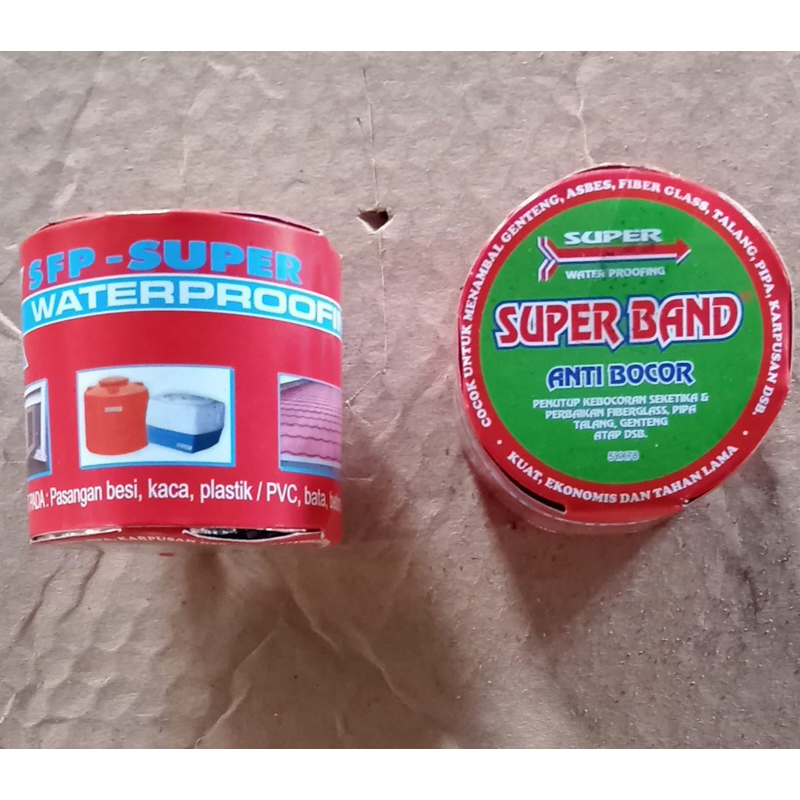 SFP - SUPER
WATERPROOFI
PADA : Pasangan besi, kaca, plastik / PVC, bata,
KARPUSAN
COCOK UNTUK MENAMBAL GENTENG, ASBES, FIBER GLASS, TALANG, PIPA, KARPUSAN DSB.
SUPER
WATER PROOFING
SUPER BAND
ANTI BOCOR
PENUTUP KEBOCORAN SEKETIKA &
PERBAIKAN FIBERGLASS, PIPA
TALANG, GENTENG
ATAP DSB.
• KUAT, EKONOMIS DAN TAHAN LAMA •